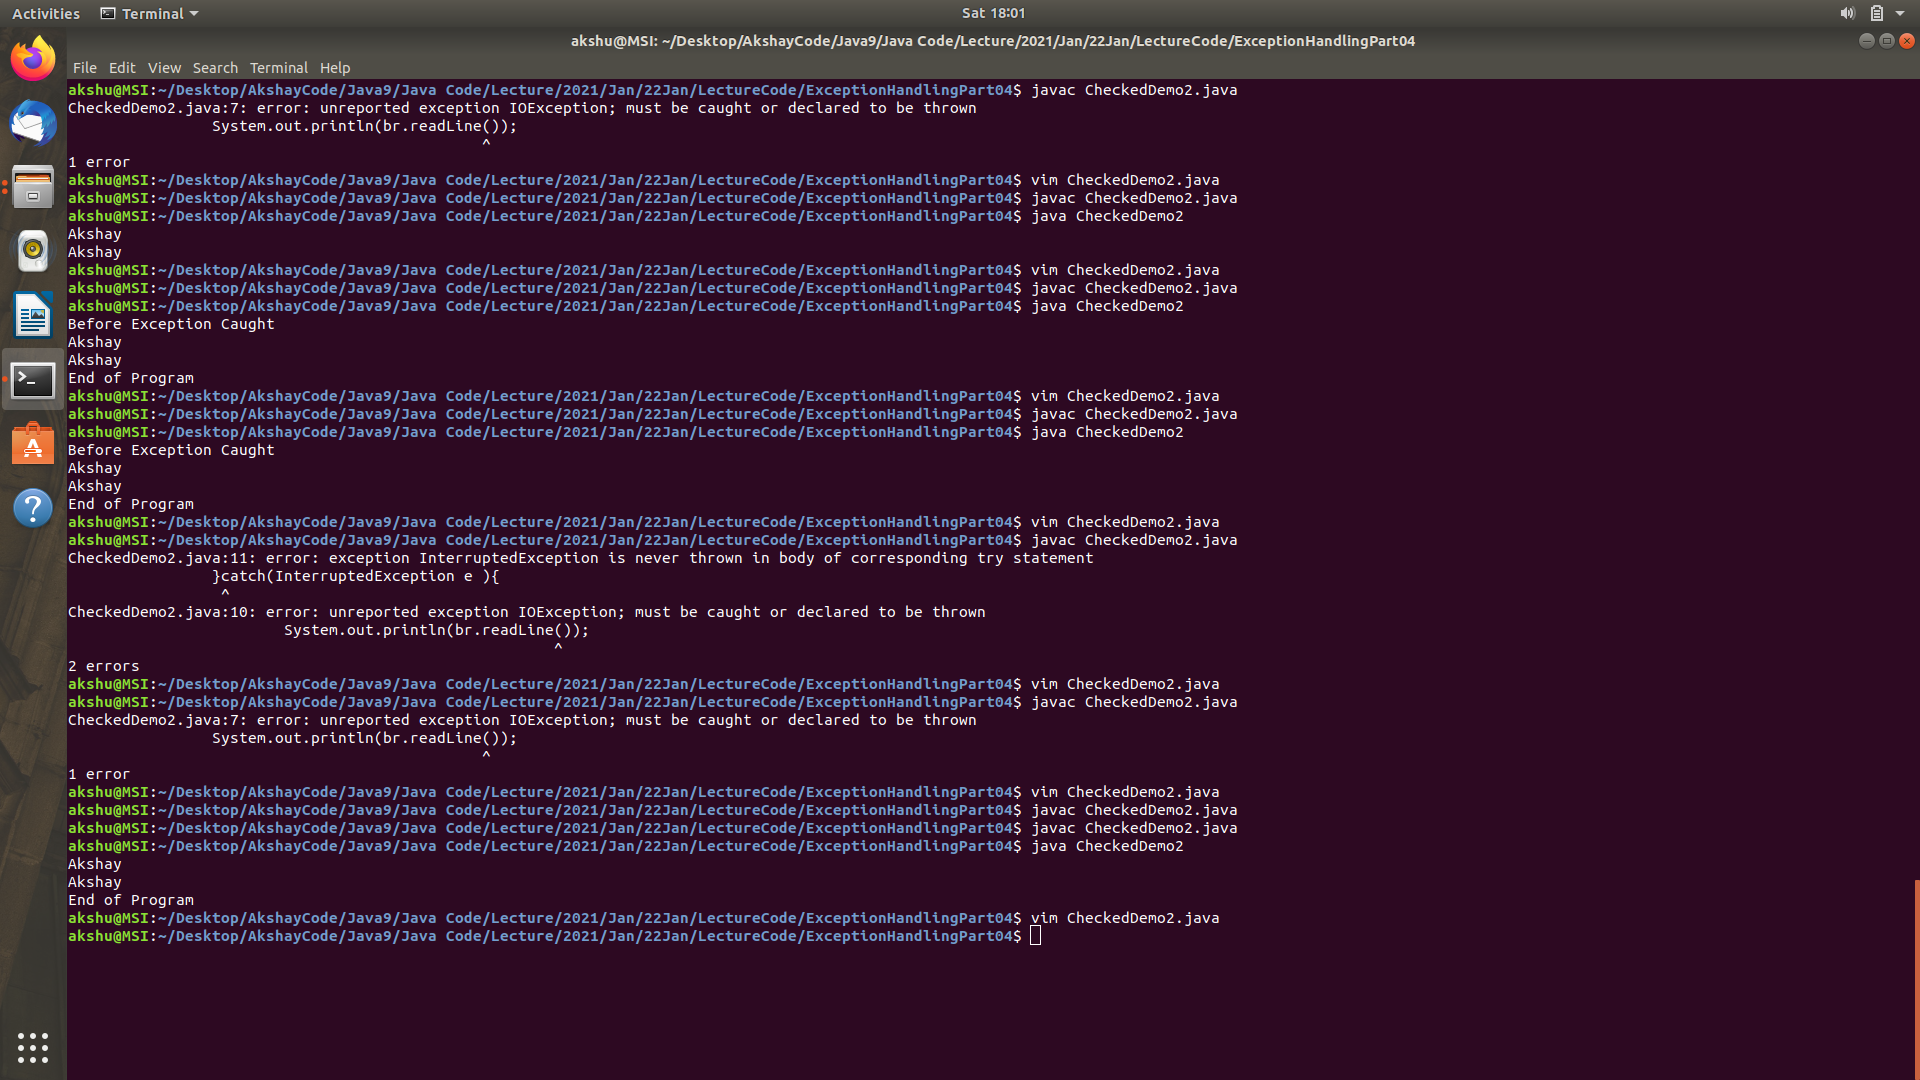 Activities Terminal Sat 18:01
akshu@MSI: ~/Desktop/AkshayCode/Java9/Java Code/Lecture/2021/Jan/22Jan/LectureCode/ExceptionHandlingPart04
File Edit View Search Terminal Help
akshu@MSI:~/Desktop/AkshayCode/Java9/Java Code/Lecture/2021/Jan/22Jan/LectureCode/ExceptionHandlingPart04$ javac CheckedDemo2.java
CheckedDemo2.java:7: error: unreported exception IOException; must be caught or declared to be thrown
                System.out.println(br.readLine());
                                              ^
1 error
akshu@MSI:~/Desktop/AkshayCode/Java9/Java Code/Lecture/2021/Jan/22Jan/LectureCode/ExceptionHandlingPart04$ vim CheckedDemo2.java
akshu@MSI:~/Desktop/AkshayCode/Java9/Java Code/Lecture/2021/Jan/22Jan/LectureCode/ExceptionHandlingPart04$ javac CheckedDemo2.java
akshu@MSI:~/Desktop/AkshayCode/Java9/Java Code/Lecture/2021/Jan/22Jan/LectureCode/ExceptionHandlingPart04$ java CheckedDemo2
Akshay
Akshay
akshu@MSI:~/Desktop/AkshayCode/Java9/Java Code/Lecture/2021/Jan/22Jan/LectureCode/ExceptionHandlingPart04$ vim CheckedDemo2.java
akshu@MSI:~/Desktop/AkshayCode/Java9/Java Code/Lecture/2021/Jan/22Jan/LectureCode/ExceptionHandlingPart04$ javac CheckedDemo2.java
akshu@MSI:~/Desktop/AkshayCode/Java9/Java Code/Lecture/2021/Jan/22Jan/LectureCode/ExceptionHandlingPart04$ java CheckedDemo2
Before Exception Caught
Akshay
Akshay
End of Program
akshu@MSI:~/Desktop/AkshayCode/Java9/Java Code/Lecture/2021/Jan/22Jan/LectureCode/ExceptionHandlingPart04$ vim CheckedDemo2.java
akshu@MSI:~/Desktop/AkshayCode/Java9/Java Code/Lecture/2021/Jan/22Jan/LectureCode/ExceptionHandlingPart04$ javac CheckedDemo2.java
akshu@MSI:~/Desktop/AkshayCode/Java9/Java Code/Lecture/2021/Jan/22Jan/LectureCode/ExceptionHandlingPart04$ java CheckedDemo2
Before Exception Caught
Akshay
Akshay
End of Program
akshu@MSI:~/Desktop/AkshayCode/Java9/Java Code/Lecture/2021/Jan/22Jan/LectureCode/ExceptionHandlingPart04$ vim CheckedDemo2.java
akshu@MSI:~/Desktop/AkshayCode/Java9/Java Code/Lecture/2021/Jan/22Jan/LectureCode/ExceptionHandlingPart04$ javac CheckedDemo2.java
CheckedDemo2.java:11: error: exception InterruptedException is never thrown in body of corresponding try statement
                }catch(InterruptedException e ){
                 ^
CheckedDemo2.java:10: error: unreported exception IOException; must be caught or declared to be thrown
                        System.out.println(br.readLine());
                                                      ^
2 errors
akshu@MSI:~/Desktop/AkshayCode/Java9/Java Code/Lecture/2021/Jan/22Jan/LectureCode/ExceptionHandlingPart04$ vim CheckedDemo2.java
akshu@MSI:~/Desktop/AkshayCode/Java9/Java Code/Lecture/2021/Jan/22Jan/LectureCode/ExceptionHandlingPart04$ javac CheckedDemo2.java
CheckedDemo2.java:7: error: unreported exception IOException; must be caught or declared to be thrown
                System.out.println(br.readLine());
                                              ^
1 error
akshu@MSI:~/Desktop/AkshayCode/Java9/Java Code/Lecture/2021/Jan/22Jan/LectureCode/ExceptionHandlingPart04$ vim CheckedDemo2.java
akshu@MSI:~/Desktop/AkshayCode/Java9/Java Code/Lecture/2021/Jan/22Jan/LectureCode/ExceptionHandlingPart04$ javac CheckedDemo2.java
akshu@MSI:~/Desktop/AkshayCode/Java9/Java Code/Lecture/2021/Jan/22Jan/LectureCode/ExceptionHandlingPart04$ javac CheckedDemo2.java
akshu@MSI:~/Desktop/AkshayCode/Java9/Java Code/Lecture/2021/Jan/22Jan/LectureCode/ExceptionHandlingPart04$ java CheckedDemo2
Akshay
Akshay
End of Program
akshu@MSI:~/Desktop/AkshayCode/Java9/Java Code/Lecture/2021/Jan/22Jan/LectureCode/ExceptionHandlingPart04$ vim CheckedDemo2.java
akshu@MSI:~/Desktop/AkshayCode/Java9/Java Code/Lecture/2021/Jan/22Jan/LectureCode/ExceptionHandlingPart04$